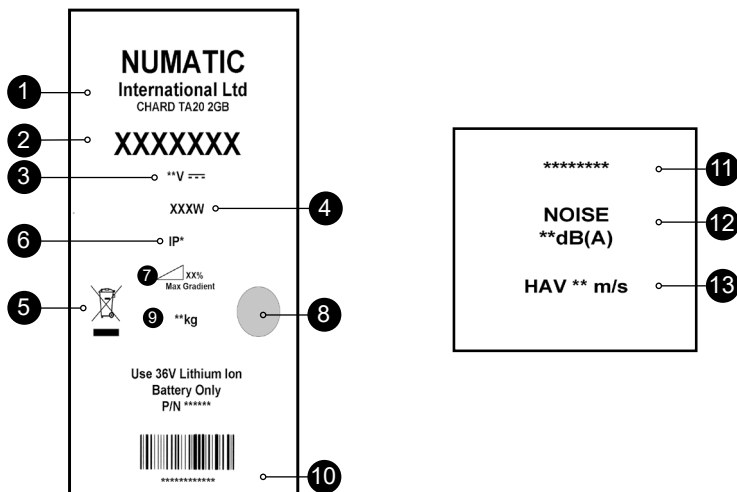 NUMATIC
International Ltd
CHARD TA20 2GB
1
XXXXXXX
2
**V
3
XXXW
4
IP*
6
7
XX%
Max Gradient
5
9
**kg
8
Use 36V Lithium Ion
Battery Only
P/N ******
************
10
********
11
NOISE
**dB(A)
12
HAV ** m/s
13